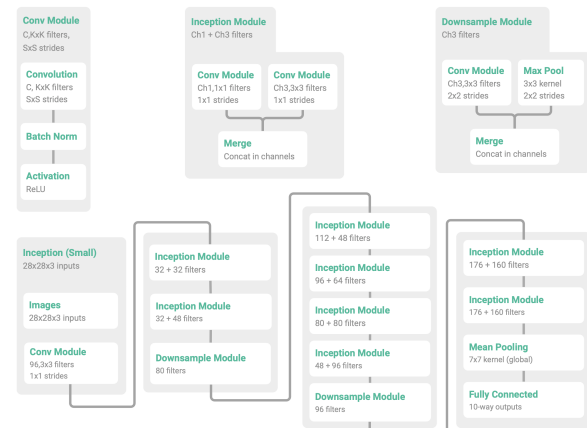 Conv Module
C,KxK filters,
SxS strides
Convolution
C, KxK filters
SxS strides
Batch Norm
Activation
ReLU
Inception Module
Ch1 + Ch3 filters
Conv Module
Ch1,1x1 filters
1x1 strides
Conv Module
Ch3,3x3 filters
1x1 strides
Merge
Concat in channels
Downsample Module
Ch3 filters
Conv Module
Ch3,3x3 filters
2x2 strides
Max Pool
3x3 kernel
2x2 strides
Merge
Concat in channels
Inception (Small)
28x28x3 inputs
Images
28x28x3 inputs
Conv Module
96,3x3 filters
1x1 strides
Inception Module
32 + 32 filters
Inception Module
32 + 48 filters
Downsample Module
80 filters
Inception Module
112 + 48 filters
Inception Module
96 + 64 filters
Inception Module
80 + 80 filters
Inception Module
48 + 96 filters
Downsample Module
96 filters
Inception Module
176 + 160 filters
Inception Module
176 + 160 filters
Mean Pooling
7x7 kernel (global)
Fully Connected
10-way outputs